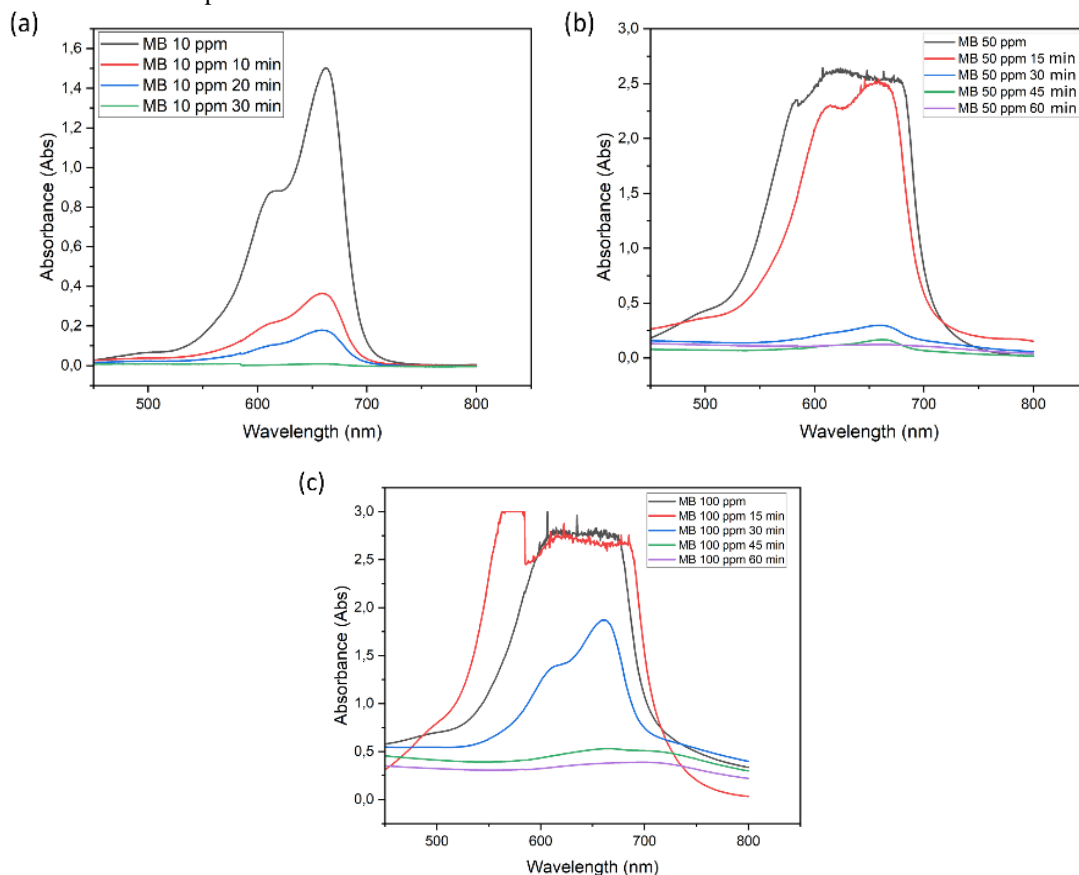 (a)
MB 10 ppm
MB 10 ppm 10 min
MB 10 ppm 20 min
MB 10 ppm 30 min
1,6
1,4
1,2
1,0
0,8
0,6
0,4
0,2
0,0
Absorbance (Abs)
500 600 700 800
Wavelength (nm)
(b)
MB 50 ppm
MB 50 ppm 15 min
MB 50 ppm 30 min
MB 50 ppm 45 min
MB 50 ppm 60 min
3,0
2,5
2,0
1,5
1,0
0,5
0,0
Absorbance (Abs)
500 600 700 800
Wavelength (nm)
(c)
MB 100 ppm
MB 100 ppm 15 min
MB 100 ppm 30 min
MB 100 ppm 45 min
MB 100 ppm 60 min
3,0
2,5
2,0
1,5
1,0
0,5
0,0
Absorbance (Abs)
500 600 700 800
Wavelength (nm)